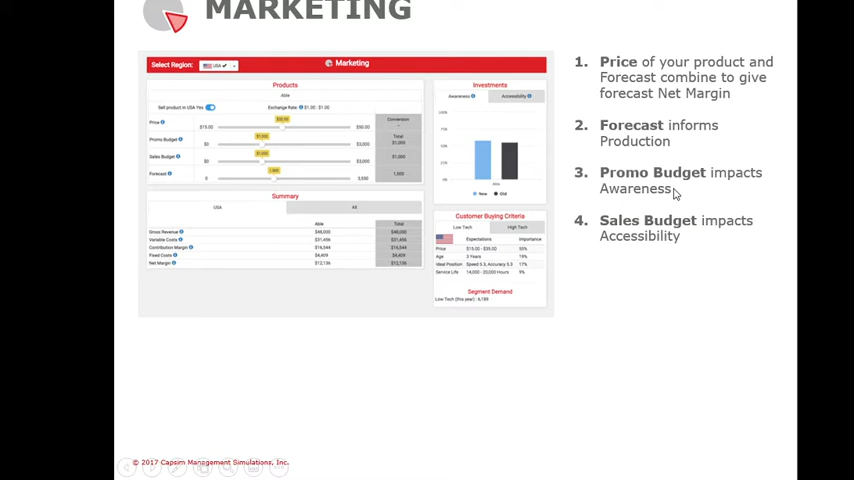 MARKETING
Select Region: USA
Marketing
Products
Able
Sell product in USA Yes
Exchange Rate $1.00 : $1.00
Conversion
Price $15.00 $50.00
Promo Budget $0 $1,000 $3,000 Total $1,000
Sales Budget $0 $1,000 $3,000 $1,000
Forecast 0 1,000 1,000
Summary
USA All
Able Total
Gross Revenue $48,000 $48,000
Variable Costs $31,456 $31,456
Contribution Margin $16,544 $16,544
Fixed Costs $4,409 $4,409
Net Margin $12,136 $12,136
Investments
Awareness Accessibility
100%
75%
50%
25%
0%
New Old
Customer Buying Criteria
Low Tech High Tech
Expectations Importance
Price $15.00 - $35.00 55%
Age 3 Years 19%
Ideal Position Speed 5.3, Accuracy 5.3 17%
Service Life 14,000 - 20,000 Hours 9%
Segment Demand
Low Tech (this year) : 6,189
1. Price of your product and
Forecast combine to give
forecast Net Margin
2. Forecast informs
Production
3. Promo Budget impacts
Awareness
4. Sales Budget impacts
Accessibility
© 2017 Capsim Management Simulations, Inc.